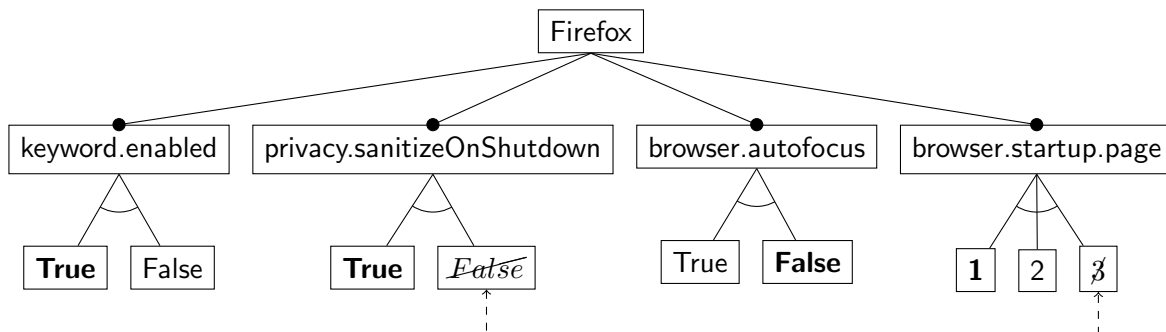 Firefox
keyword.enabled privacy.sanitizeOnShutdown browser.autofocus browser.startup.page
True False True False True False 1 2 3